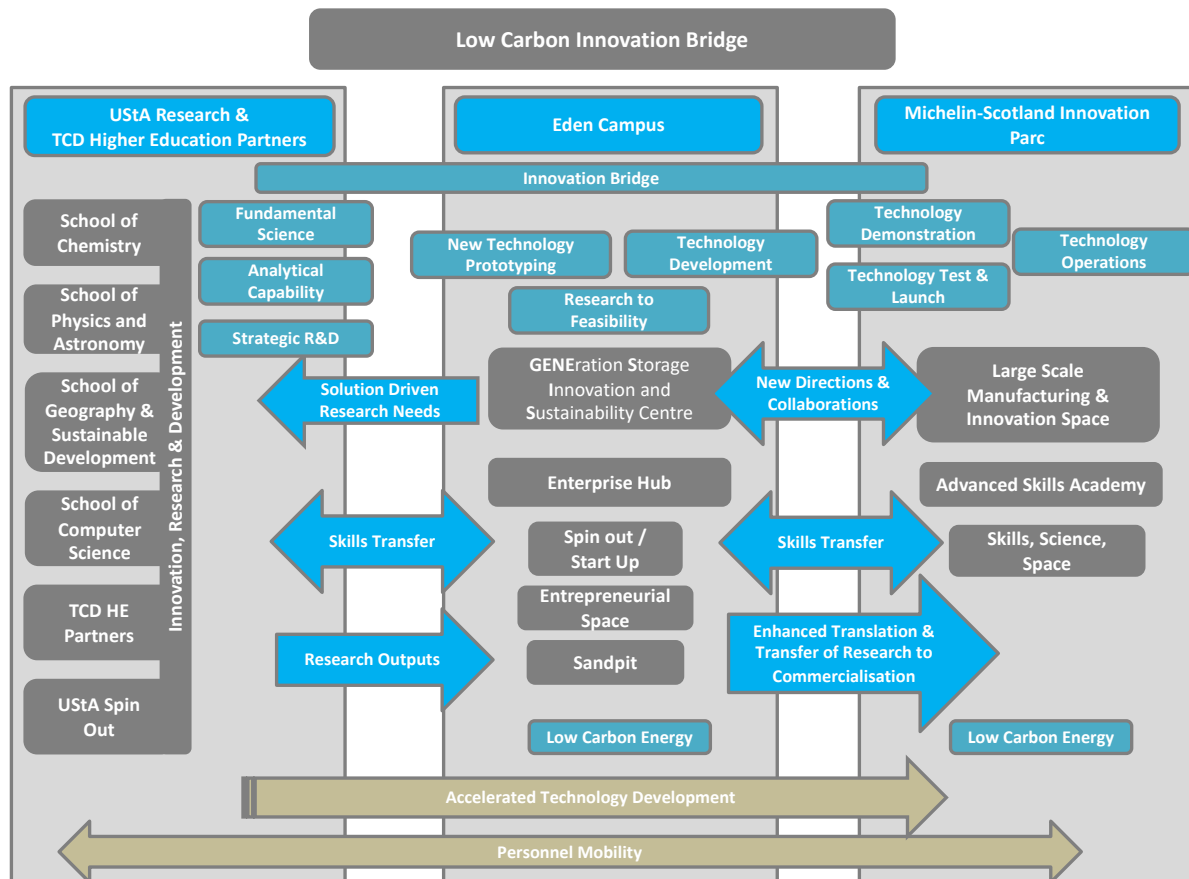 Low Carbon Innovation Bridge
UStA Research &
TCD Higher Education Partners
Eden Campus
Michelin-Scotland Innovation
Parc
Innovation Bridge
School of
Chemistry
School of
Physics and
Astronomy
School of
Geography &
Sustainable
Development
School of
Computer
Science
TCD HE
Partners
UStA Spin
Out
Innovation, Research & Development
Fundamental
Science
Analytical
Capability
Strategic R&D
New Technology
Prototyping
Technology
Development
Research to
Feasibility
Technology
Demonstration
Technology
Operations
Technology Test &
Launch
Solution Driven
Research Needs
GENEration Storage
Innovation and
Sustainability Centre
New Directions &
Collaborations
Large Scale
Manufacturing &
Innovation Space
Enterprise Hub
Advanced Skills Academy
Skills Transfer
Spin out /
Start Up
Skills Transfer
Skills, Science,
Space
Entrepreneurial
Space
Research Outputs
Sandpit
Enhanced Translation &
Transfer of Research to
Commercialisation
Low Carbon Energy
Low Carbon Energy
Accelerated Technology Development
Personnel Mobility